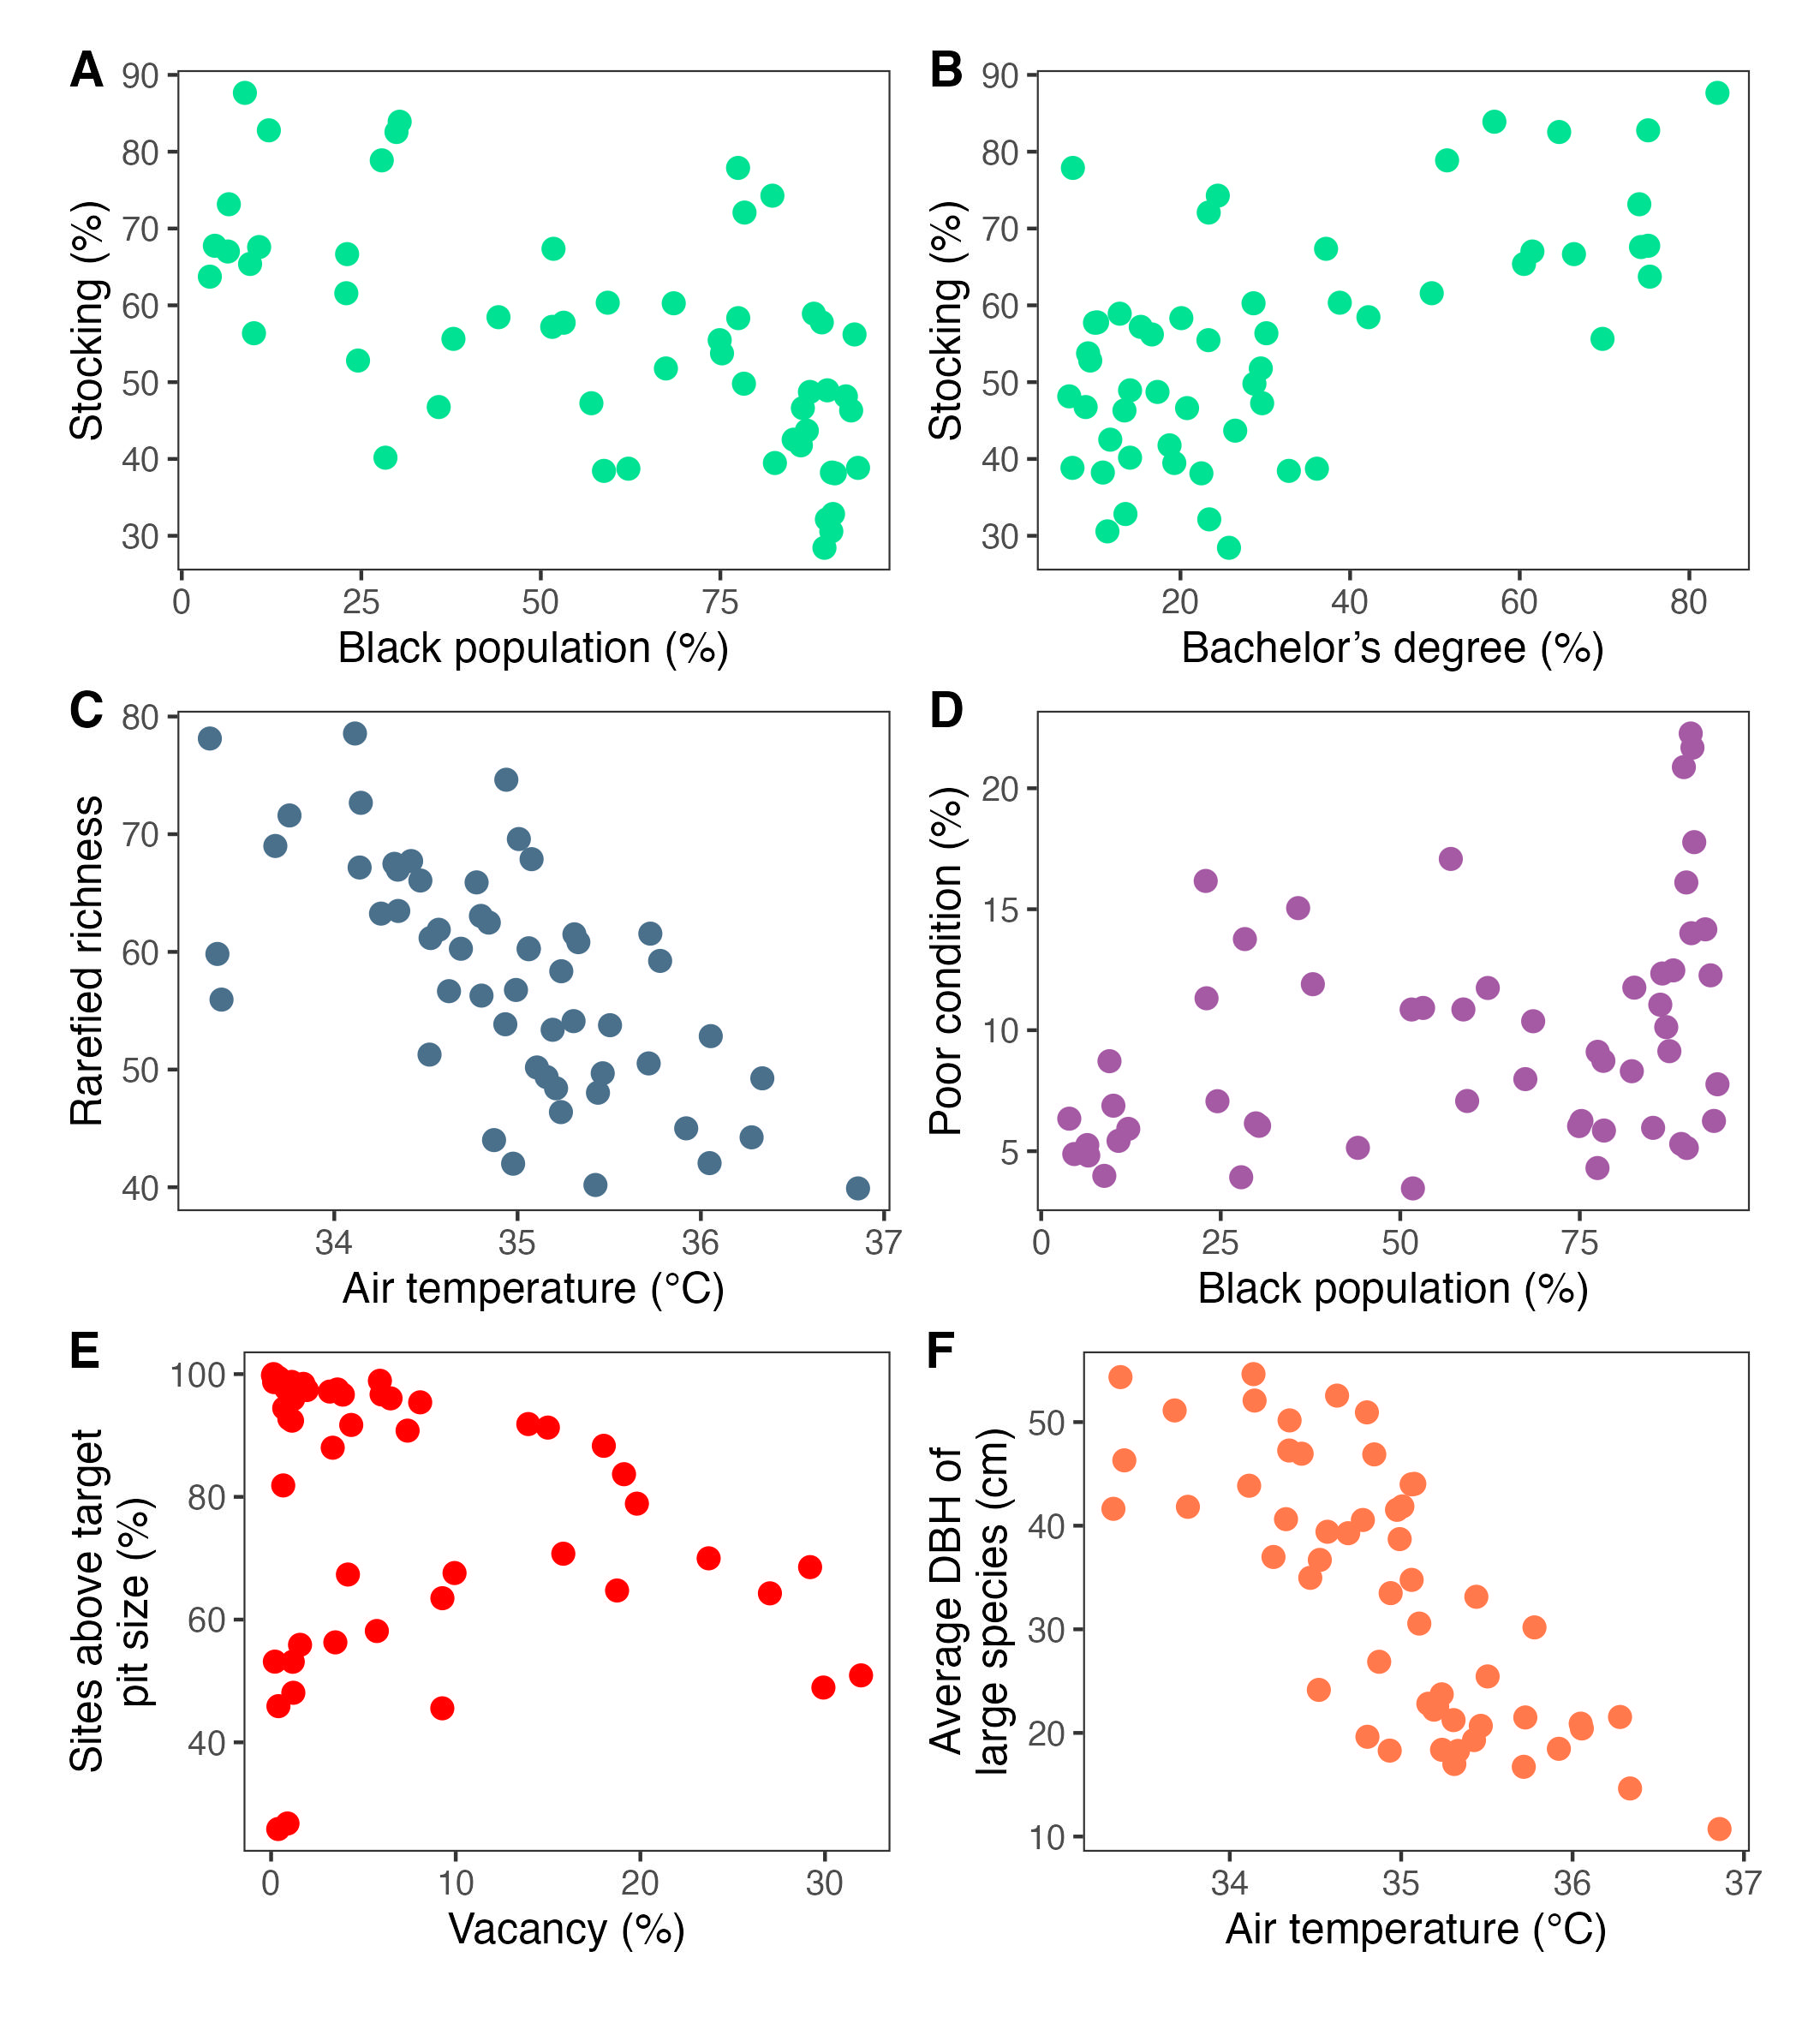 A
90
80
70
60
50
40
30
Stocking (%)
0 25 50 75
Black population (%)
B
90
80
70
60
50
40
30
Stocking (%)
20 40 60 80
Bachelor’s degree (%)
C
80
70
60
50
40
Rarefied richness
34 35 36 37
Air temperature (°C)
D
20
15
10
5
Poor condition (%)
0 25 50 75
Black population (%)
E
100
80
60
40
Sites above target
pit size (%)
0 10 20 30
Vacancy (%)
F
50
40
30
20
10
Average DBH of
large species (cm)
34 35 36 37
Air temperature (°C)